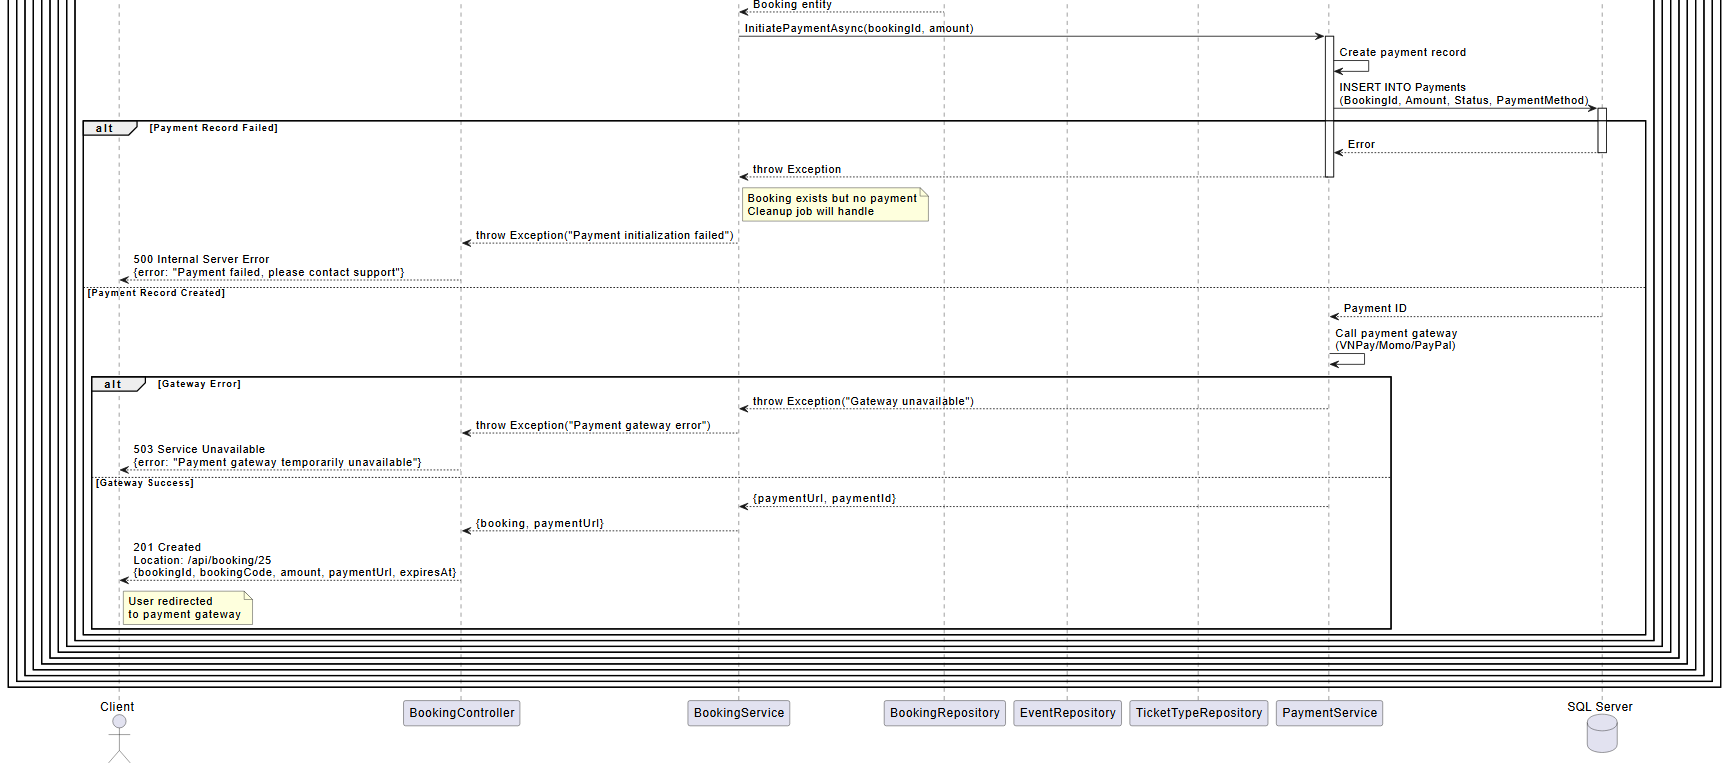 Booking entity
InitiatePaymentAsync(bookingId, amount)
Create payment record
INSERT INTO Payments
(BookingId, Amount, Status, PaymentMethod)
alt
[Payment Record Failed]
Error
throw Exception
Booking exists but no payment
Cleanup job will handle
throw Exception("Payment initialization failed")
500 Internal Server Error
{error: "Payment failed, please contact support"}
[Payment Record Created]
Payment ID
Call payment gateway
(VNPay/Momo/PayPal)
alt
[Gateway Error]
throw Exception("Gateway unavailable")
throw Exception("Payment gateway error")
503 Service Unavailable
{error: "Payment gateway temporarily unavailable"}
[Gateway Success]
{paymentUrl, paymentId}
{booking, paymentUrl}
201 Created
Location: /api/booking/25
{bookingId, bookingCode, amount, paymentUrl, expiresAt}
User redirected
to payment gateway
Client
BookingController
BookingService
BookingRepository
EventRepository
TicketTypeRepository
PaymentService
SQL Server